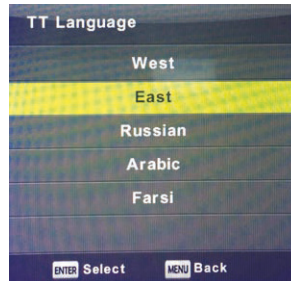 TT Language
West
East
Russian
Arabic
Farsi
ENTER Select MENU Back